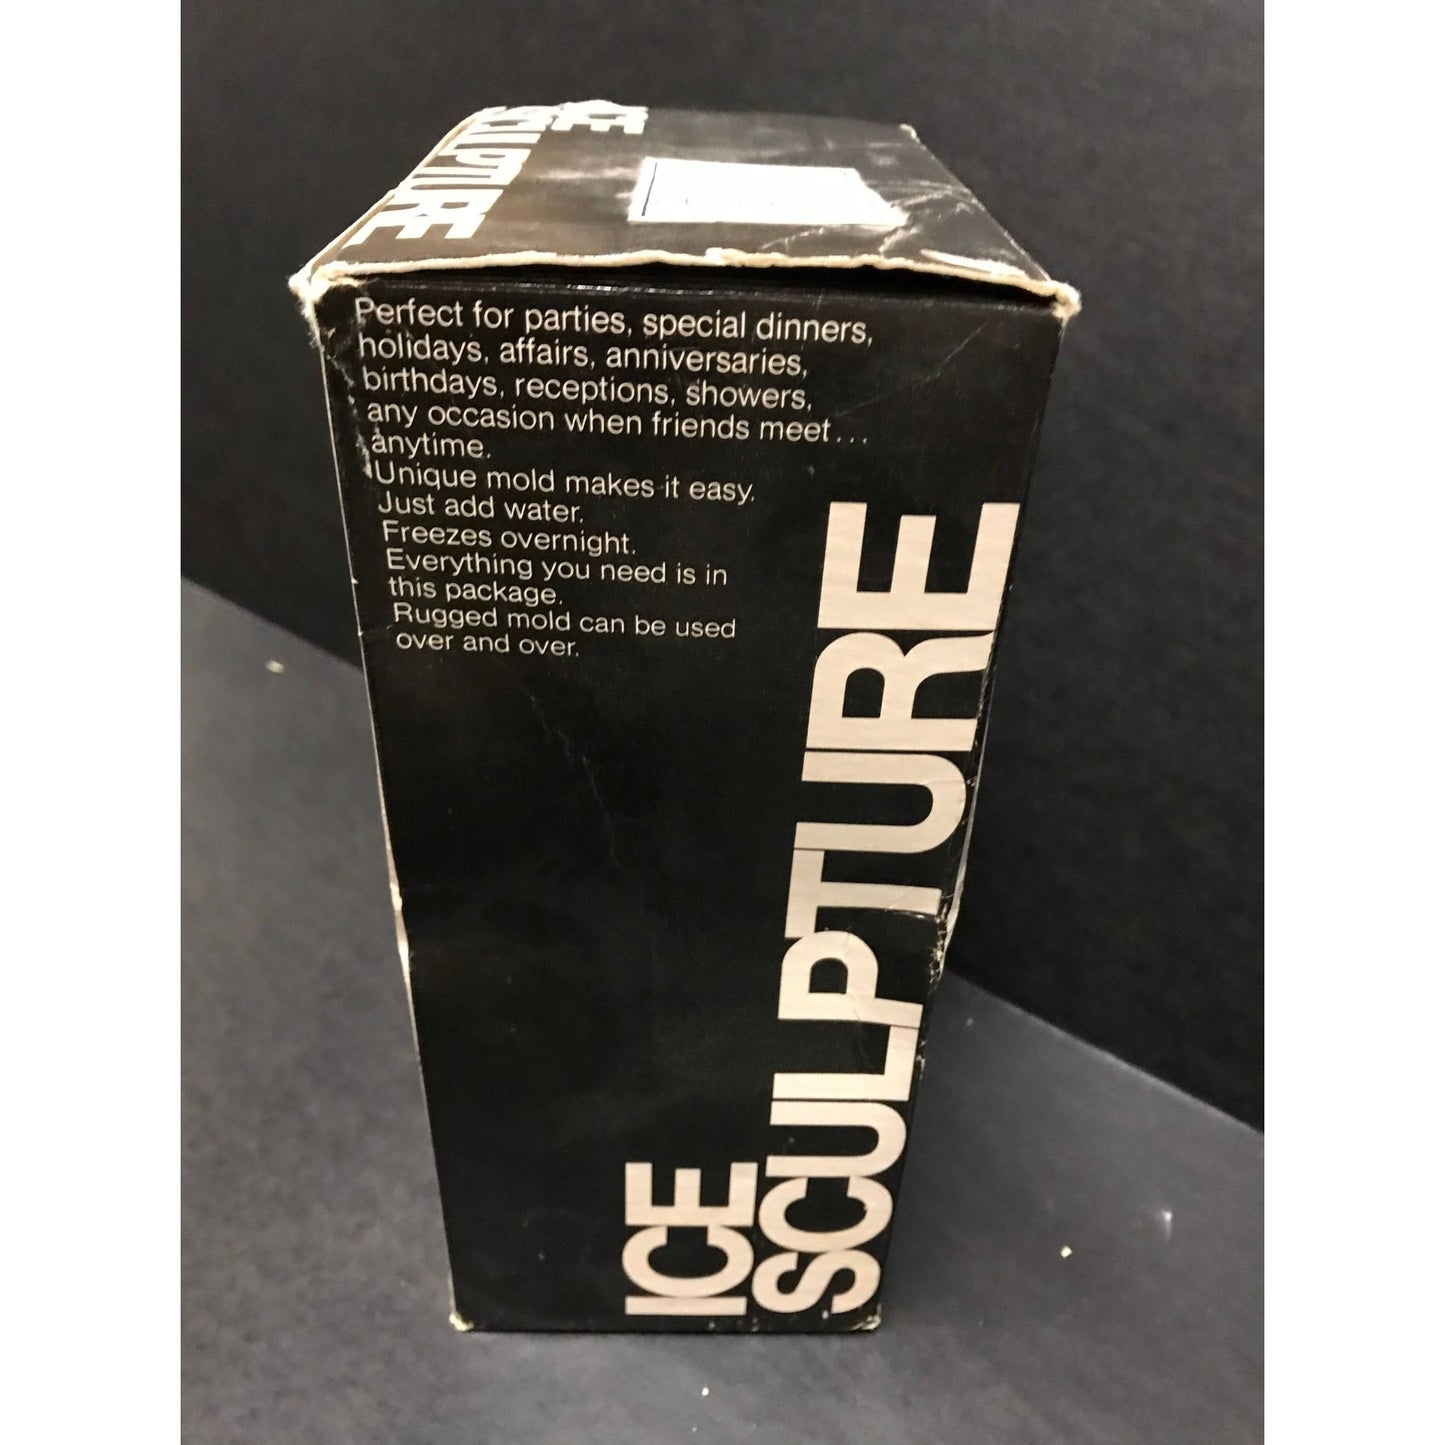 ICE
SCULPTURE
Perfect for parties, special dinners,
holidays, affairs, anniversaries,
birthdays, receptions, showers,
any occasion when friends meet...
anytime.
Unique mold makes it easy.
Just add water.
Freezes overnight.
Everything you need is in
this package.
Rugged mold can be used
over and over.
ICE
SCULPTURE